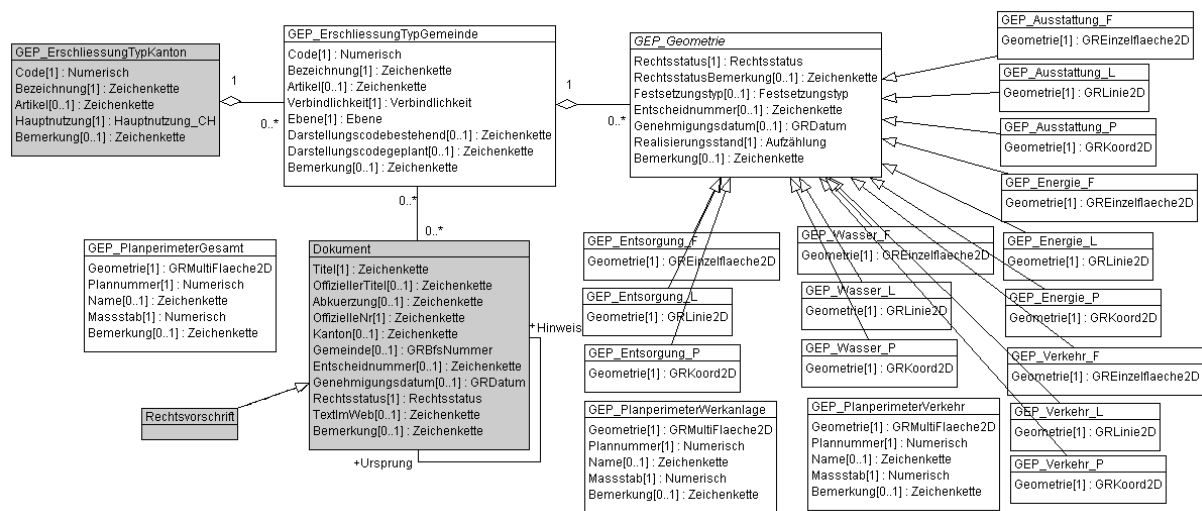 GEP_ErschliessungTypKanton
Code[1] : Numerisch
Bezeichnung[1] : Zeichenkette
Artikel[0..1] : Zeichenkette
Hauptnutzung[1] : Hauptnutzung_CH
Bemerkung[0..1] : Zeichenkette
1
0..*
GEP_ErschliessungTypGemeinde
Code[1] : Numerisch
Bezeichnung[1] : Zeichenkette
Artikel[0..1] : Zeichenkette
Verbindlichkeit[1] : Verbindlichkeit
Ebene[1] : Ebene
Darstellungscodebestehend[0..1] : Zeichenkette
Darstellungscodegeplant[0..1] : Zeichenkette
Bemerkung[0..1] : Zeichenkette
1
0..*
0..*
0..*
GEP_Geometrie
Rechtsstatus[1] : Rechtsstatus
RechtsstatusBemerkung[0..1] : Zeichenkette
Festsetzungstyp[0..1] : Festsetzungstyp
Entscheidnummer[0..1] : Zeichenkette
Genehmigungsdatum[0..1] : GRDatum
Realisierungsstand[1] : Aufzählung
Bemerkung[0..1] : Zeichenkette
GEP_Ausstattung_F
Geometrie[1] : GREinzelflaeche2D
GEP_Ausstattung_L
Geometrie[1] : GRLinie2D
GEP_Ausstattung_P
Geometrie[1] : GRKoord2D
GEP_Energie_F
Geometrie[1] : GREinzelflaeche2D
GEP_Energie_L
Geometrie[1] : GRLinie2D
GEP_Energie_P
Geometrie[1] : GRKoord2D
GEP_Verkehr_F
Geometrie[1] : GREinzelflaeche2D
GEP_Verkehr_L
Geometrie[1] : GRLinie2D
GEP_Verkehr_P
Geometrie[1] : GRKoord2D
GEP_PlanperimeterGesamt
Geometrie[1] : GRMultiFlaeche2D
Plannummer[1] : Numerisch
Name[0..1] : Zeichenkette
Massstab[1] : Numerisch
Bemerkung[0..1] : Zeichenkette
Rechtsvorschrift
Dokument
Titel[1] : Zeichenkette
OffiziellerTitel[0..1] : Zeichenkette
Abkuerzung[0..1] : Zeichenkette
OffizielleNr[1] : Zeichenkette
Kanton[0..1] : Zeichenkette
Gemeinde[0..1] : GRBfsNummer
Entscheidnummer[0..1] : Zeichenkette
Genehmigungsdatum[0..1] : GRDatum
Rechtsstatus[1] : Rechtsstatus
TextImWeb[0..1] : Zeichenkette
Bemerkung[0..1] : Zeichenkette
+Hinweis
+Ursprung
GEP_Entsorgung_F
Geometrie[1] : GREinzelflaeche2D
GEP_Entsorgung_L
Geometrie[1] : GRLinie2D
GEP_Entsorgung_P
Geometrie[1] : GRKoord2D
GEP_Wasser_F
Geometrie[1] : GREinzelflaeche2D
GEP_Wasser_L
Geometrie[1] : GRLinie2D
GEP_Wasser_P
Geometrie[1] : GRKoord2D
GEP_PlanperimeterWerkanlage
Geometrie[1] : GRMultiFlaeche2D
Plannummer[1] : Numerisch
Name[0..1] : Zeichenkette
Massstab[1] : Numerisch
Bemerkung[0..1] : Zeichenkette
GEP_PlanperimeterVerkehr
Geometrie[1] : GRMultiFlaeche2D
Plannummer[1] : Numerisch
Name[0..1] : Zeichenkette
Massstab[1] : Numerisch
Bemerkung[0..1] : Zeichenkette